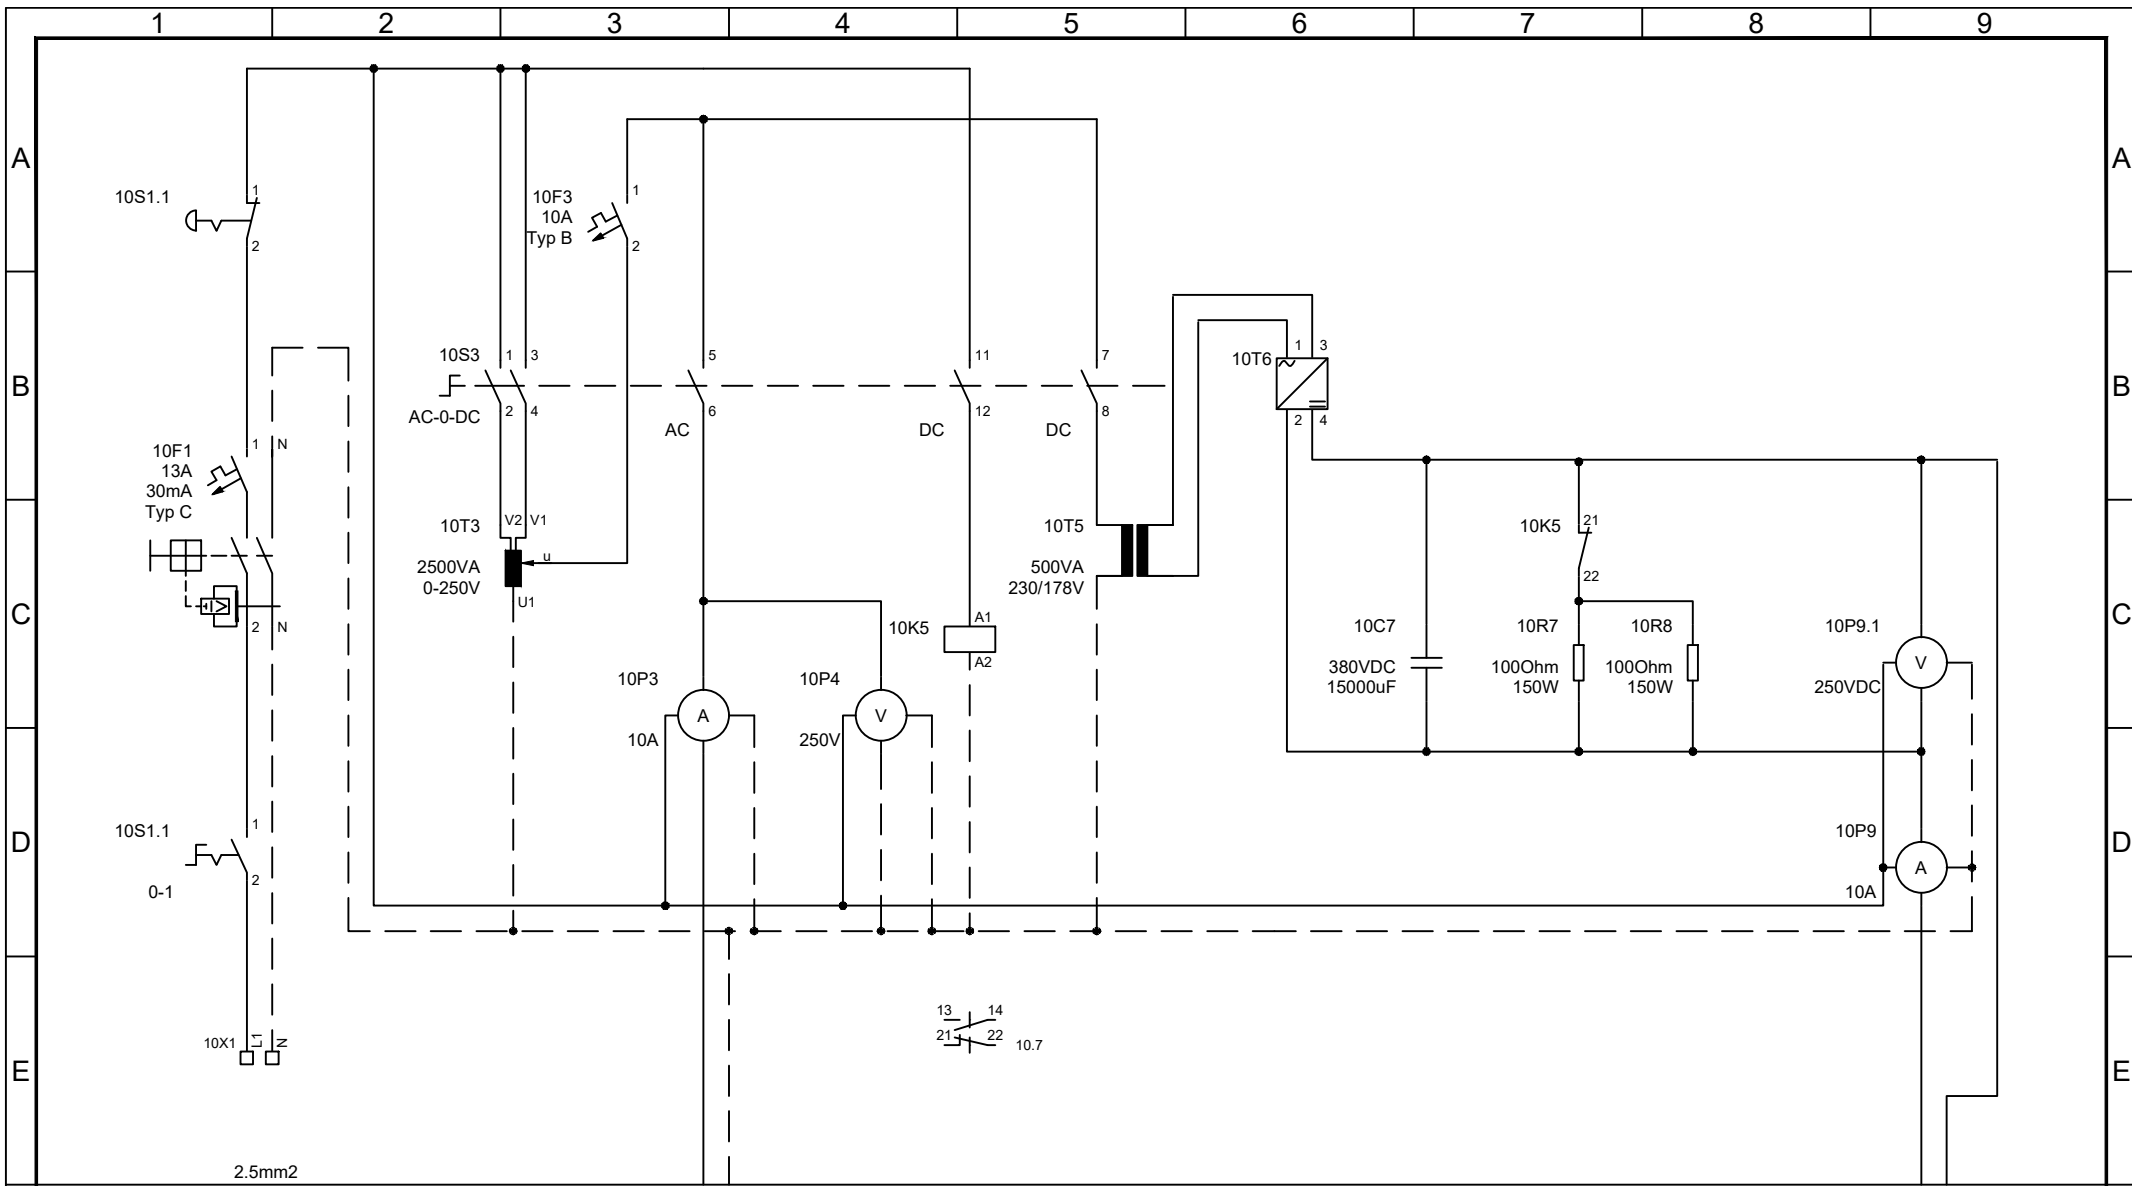 1 2 3 4 5 6 7 8 9
A
A
10S1.1
1
2
10F3
10A
Typ B
1
2
B
B
10S3
AC-0-DC
1 3
2 4
5
6
AC
11
12
DC
7
8
DC
10T6
1 3
2 4
10F1
13A
30mA
Typ C
1 N
2 N
C
C
10T3
2500VA
0-250V
V2 V1
u
U1
10T5
500VA
230/178V
10K5
A1
A2
10K5
21
22
10C7
380VDC
15000uF
10R7
100Ohm
150W
10R8
100Ohm
150W
10P9.1
250VDC
V
10P3
10A
A
10P4
250V
V
D
D
10S1.1
0-1
1
2
10P9
10A
A
E
E
10X1
L1
N
13 14
21 22
10.7
2.5mm2